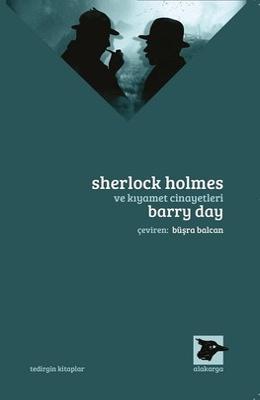 sherlock holmes
ve kıyamet cinayetleri
barry day
çeviren: büşra balcan
tedirgin kitaplar
alakarga